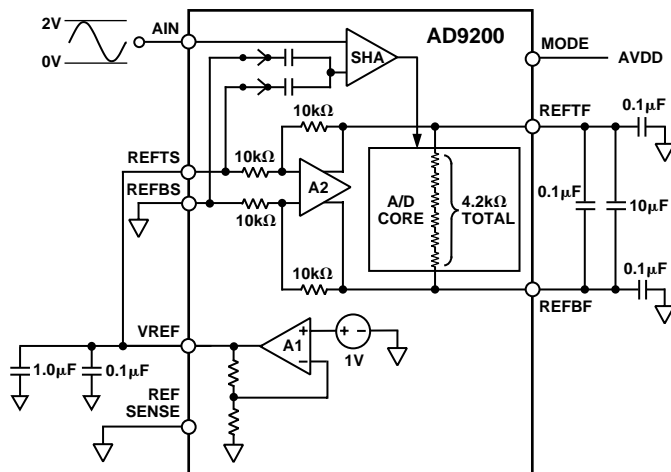 2V
0V
AIN
AD9200
SHA
MODE
AVDD
10kΩ
REFTF
0.1µF
REFTS
10kΩ
REFBS
10kΩ
A2
A/D
CORE
4.2kΩ
TOTAL
0.1µF
10µF
10kΩ
0.1µF
REFBF
VREF
A1
+
−
+ −
1V
1.0µF
0.1µF
REF
SENSE